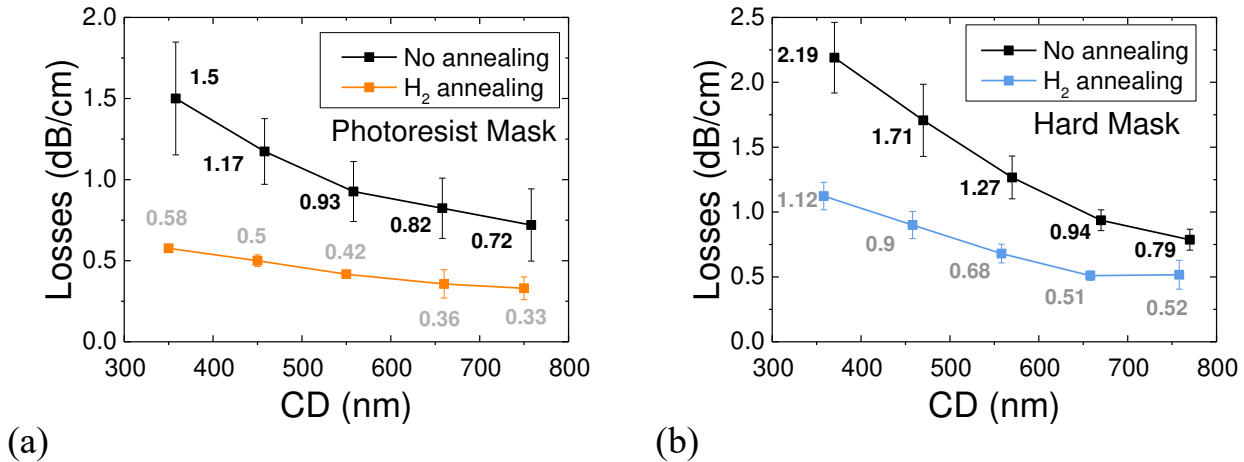 2.0
1.5
1.0
0.5
0.0
Losses (dB/cm)
No annealing
H₂ annealing
Photoresist Mask
1.5
1.17
0.93
0.82
0.72
0.58
0.5
0.42
0.36
0.33
300 400 500 600 700 800
CD (nm)
(a)
2.5
2.0
1.5
1.0
0.5
0.0
Losses (dB/cm)
No annealing
H₂ annealing
Hard Mask
2.19
1.71
1.27
0.94
0.79
1.12
0.9
0.68
0.51
0.52
300 400 500 600 700 800
CD (nm)
(b)